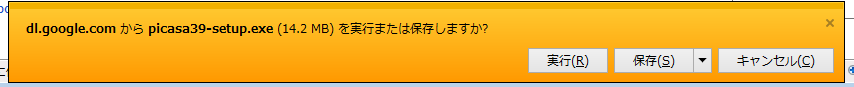 dl.google.com から picasa39-setup.exe (14.2 MB) を実行または保存しますか?
×
実行(R)
保存(S)
キャンセル(C)